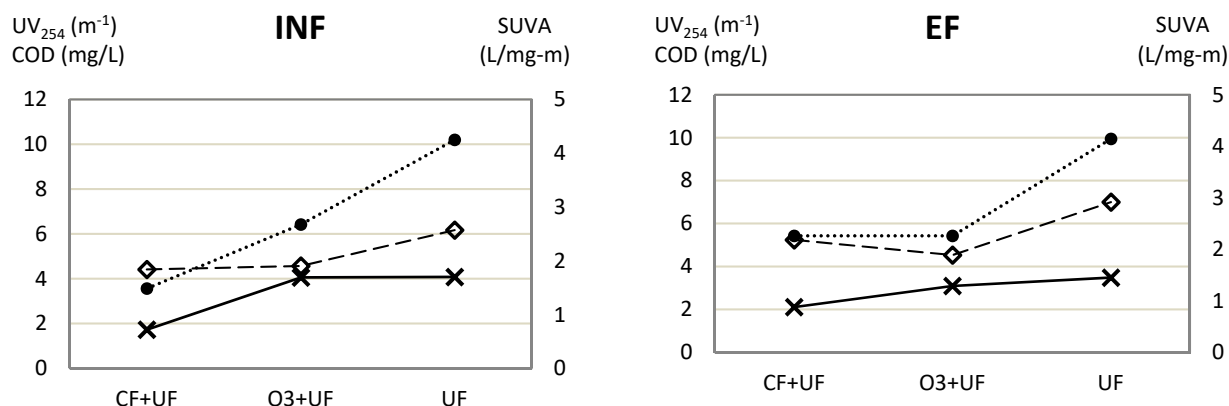 UV254 (m-1)
COD (mg/L)
INF
SUVA
(L/mg-m)
12
10
8
6
4
2
0
5
4
3
2
1
0
CF+UF
O3+UF
UF
UV254 (m-1)
COD (mg/L)
EF
SUVA
(L/mg-m)
12
10
8
6
4
2
0
5
4
3
2
1
0
CF+UF
O3+UF
UF